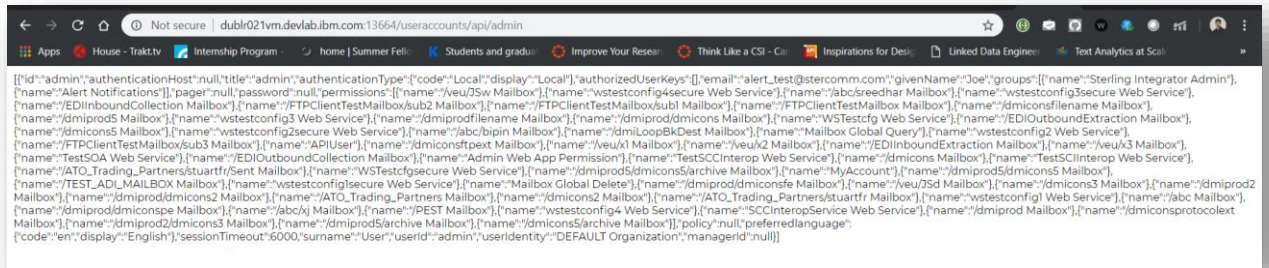 Not secure | dublr021vm.devlab.ibm.com:13664/useraccounts/api/admin
Apps House - Trakt.tv Internship Program - home | Summer Fello Students and gradua Improve Your Resear Think Like a CSI - Car Inspirations for Desig Linked Data Enginee Text Analytics at Scal »
[{"id":"admin","authenticationHost":null,"title":"admin","authenticationType":{"code":"Local","display":"Local"},"authorizedUserKeys":[],"email":"alert_test@stercomm.com","givenName":"Joe","groups":[{"name":"Sterling Integrator Admin"},
{"name":"Alert Notifications"}],"pager":null,"password":null,"permissions":[{"name":"/veu/JSw Mailbox"},{"name":"wstestconfig4secure Web Service"},{"name":"/abc/sreedhar Mailbox"},{"name":"wstestconfig3secure Web Service"},
{"name":"/EDIInboundCollection Mailbox"},{"name":"/FTPClientTestMailbox/sub2 Mailbox"},{"name":"/FTPClientTestMailbox/sub1 Mailbox"},{"name":"/FTPClientTestMailbox Mailbox"},{"name":"/dmiconsfilename Mailbox"},
{"name":"/dmiprod5 Mailbox"},{"name":"wstestconfig3 Web Service"},{"name":"/dmiprodfilename Mailbox"},{"name":"/dmiprod/dmicons Mailbox"},{"name":"WSTestcfg Web Service"},{"name":"/EDIOutboundExtraction Mailbox"},
{"name":"/dmicons5 Mailbox"},{"name":"wstestconfig2secure Web Service"},{"name":"/abc/bipin Mailbox"},{"name":"/dmiLoopBkDest Mailbox"},{"name":"Mailbox Global Query"},{"name":"wstestconfig2 Web Service"},
{"name":"/FTPClientTestMailbox/sub3 Mailbox"},{"name":"APIUser"},{"name":"/dmiconsftpext Mailbox"},{"name":"/veu/x1 Mailbox"},{"name":"/veu/x2 Mailbox"},{"name":"/EDIInboundExtraction Mailbox"},{"name":"/veu/x3 Mailbox"},
{"name":"TestSOA Web Service"},{"name":"/EDIOutboundCollection Mailbox"},{"name":"Admin Web App Permission"},{"name":"TestSCCInterop Web Service"},{"name":"/dmicons Mailbox"},{"name":"TestSCIInterop Web Service"},
{"name":"/ATO_Trading_Partners/stuartfr/Sent Mailbox"},{"name":"WSTestcfgsecure Web Service"},{"name":"/dmiprod5/dmicons5/archive Mailbox"},{"name":"MyAccount"},{"name":"/dmiprod5/dmicons5 Mailbox"},
{"name":"/TEST_ADI_MAILBOX Mailbox"},{"name":"wstestconfig1secure Web Service"},{"name":"Mailbox Global Delete"},{"name":"/dmiprod/dmiconsfe Mailbox"},{"name":"/veu/JSd Mailbox"},{"name":"/dmicons3 Mailbox"},{"name":"/dmiprod2
Mailbox"},{"name":"/dmiprod/dmicons2 Mailbox"},{"name":"/ATO_Trading_Partners Mailbox"},{"name":"/dmicons2 Mailbox"},{"name":"/ATO_Trading_Partners/stuartfr Mailbox"},{"name":"wstestconfig1 Web Service"},{"name":"/abc Mailbox"},
{"name":"/dmiprod/dmiconspe Mailbox"},{"name":"/abc/xj Mailbox"},{"name":"/PEST Mailbox"},{"name":"wstestconfig4 Web Service"},{"name":"SCCInteropService Web Service"},{"name":"/dmiprod Mailbox"},{"name":"/dmiconsprotocolext
Mailbox"},{"name":"/dmiprod2/dmicons3 Mailbox"},{"name":"/dmiprod5/archive Mailbox"},{"name":"/dmicons5/archive Mailbox"}],"policy":null,"preferredlanguage":
{"code":"en","display":"English"},"sessionTimeout":6000,"surname":"User","userId":"admin","userIdentity":"DEFAULT Organization","managerId":null}]